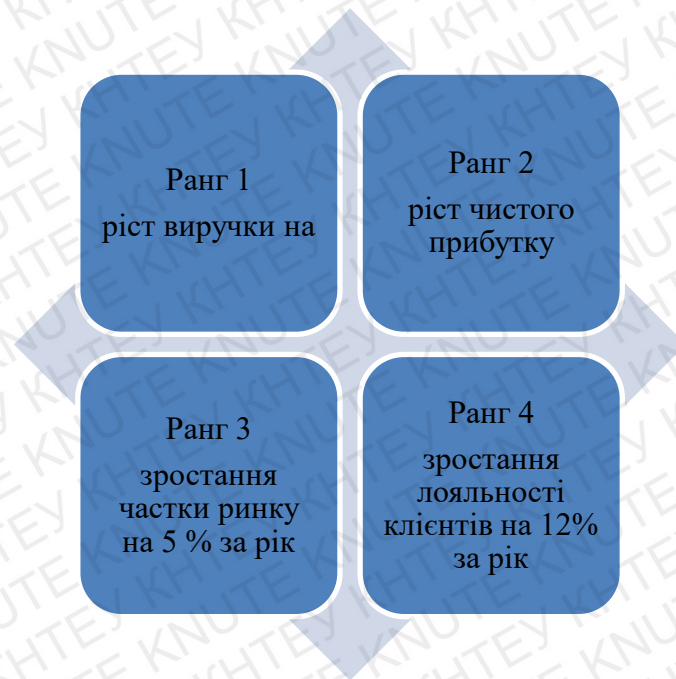 Ранг 1
ріст виручки на
Ранг 2
ріст чистого
прибутку
Ранг 3
зростання
частки ринку
на 5 % за рік
Ранг 4
зростання
лояльності
клієнтів на 12%
за рік